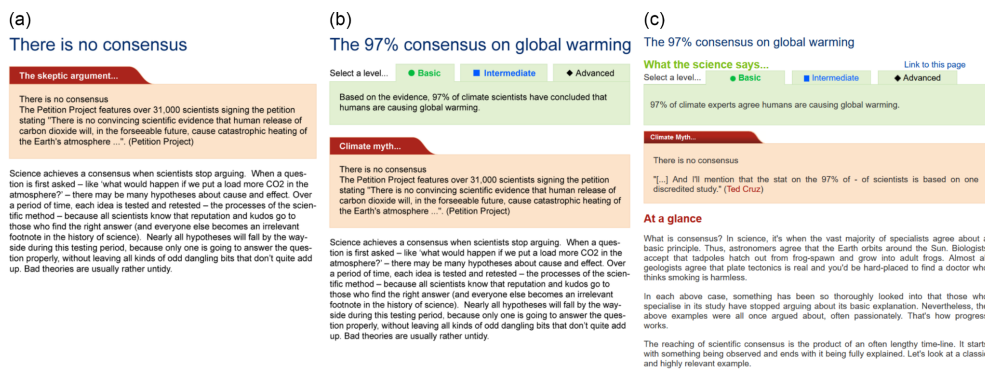 (a)
There is no consensus
The skeptic argument...
There is no consensus
The Petition Project features over 31,000 scientists signing the petition
stating "There is no convincing scientific evidence that human release of
carbon dioxide will, in the forseeable future, cause catastrophic heating of
the Earth's atmosphere ...". (Petition Project)
Science achieves a consensus when scientists stop arguing. When a ques-
tion is first asked – like 'what would happen if we put a load more CO2 in the
atmosphere?' – there may be many hypotheses about cause and effect. Over
a period of time, each idea is tested and retested – the processes of the scien-
tific method – because all scientists know that reputation and kudos go to
those who find the right answer (and everyone else becomes an irrelevant
footnote in the history of science). Nearly all hypotheses will fall by the way-
side during this testing period, because only one is going to answer the ques-
tion properly, without leaving all kinds of odd dangling bits that don't quite add
up. Bad theories are usually rather untidy.
(b)
The 97% consensus on global warming
Select a level... Basic Intermediate Advanced
Based on the evidence, 97% of climate scientists have concluded that
humans are causing global warming.
Climate myth...
There is no consensus
The Petition Project features over 31,000 scientists signing the petition
stating "There is no convincing scientific evidence that human release of
carbon dioxide will, in the forseeable future, cause catastrophic heating of
the Earth's atmosphere ...". (Petition Project)
Science achieves a consensus when scientists stop arguing. When a ques-
tion is first asked – like 'what would happen if we put a load more CO2 in the
atmosphere?' – there may be many hypotheses about cause and effect. Over
a period of time, each idea is tested and retested – the processes of the scien-
tific method – because all scientists know that reputation and kudos go to
those who find the right answer (and everyone else becomes an irrelevant
footnote in the history of science). Nearly all hypotheses will fall by the way-
side during this testing period, because only one is going to answer the ques-
tion properly, without leaving all kinds of odd dangling bits that don't quite add
up. Bad theories are usually rather untidy.
(c)
The 97% consensus on global warming
What the science says... Link to this page
Select a level... Basic Intermediate Advanced
97% of climate experts agree humans are causing global warming.
Climate Myth...
There is no consensus
"[...] And I'll mention that the stat on the 97% of - of scientists is based on one
discredited study." (Ted Cruz)
At a glance
What is consensus? In science, it's when the vast majority of specialists agree about a
basic principle. Thus, astronomers agree that the Earth orbits around the Sun. Biologists
accept that tadpoles hatch out from frog-spawn and grow into adult frogs. Almost al
geologists agree that plate tectonics is real and you'd be hard-placed to find a doctor who
thinks smoking is harmless.
In each above case, something has been so thoroughly looked into that those who
specialise in its study have stopped arguing about its basic explanation. Nevertheless, the
above examples were all once argued about, often passionately. That's how progress
works.
The reaching of scientific consensus is the product of an often lengthy time-line. It starts
with something being observed and ends with it being fully explained. Let's look at a classic
and highly relevant example.